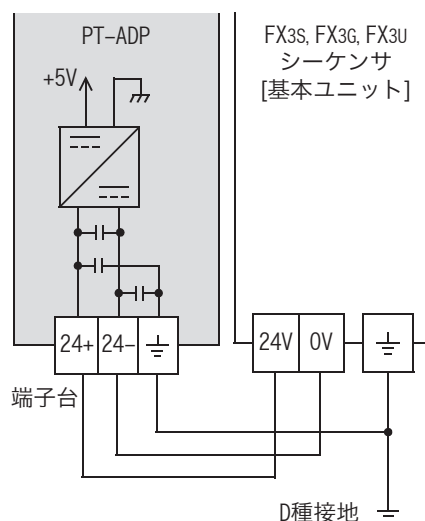 PT-ADP
+5V
FX3S, FX3G, FX3U
シーケンサ
[基本ユニット]
24+ 24-
24V 0V
端子台
D種接地